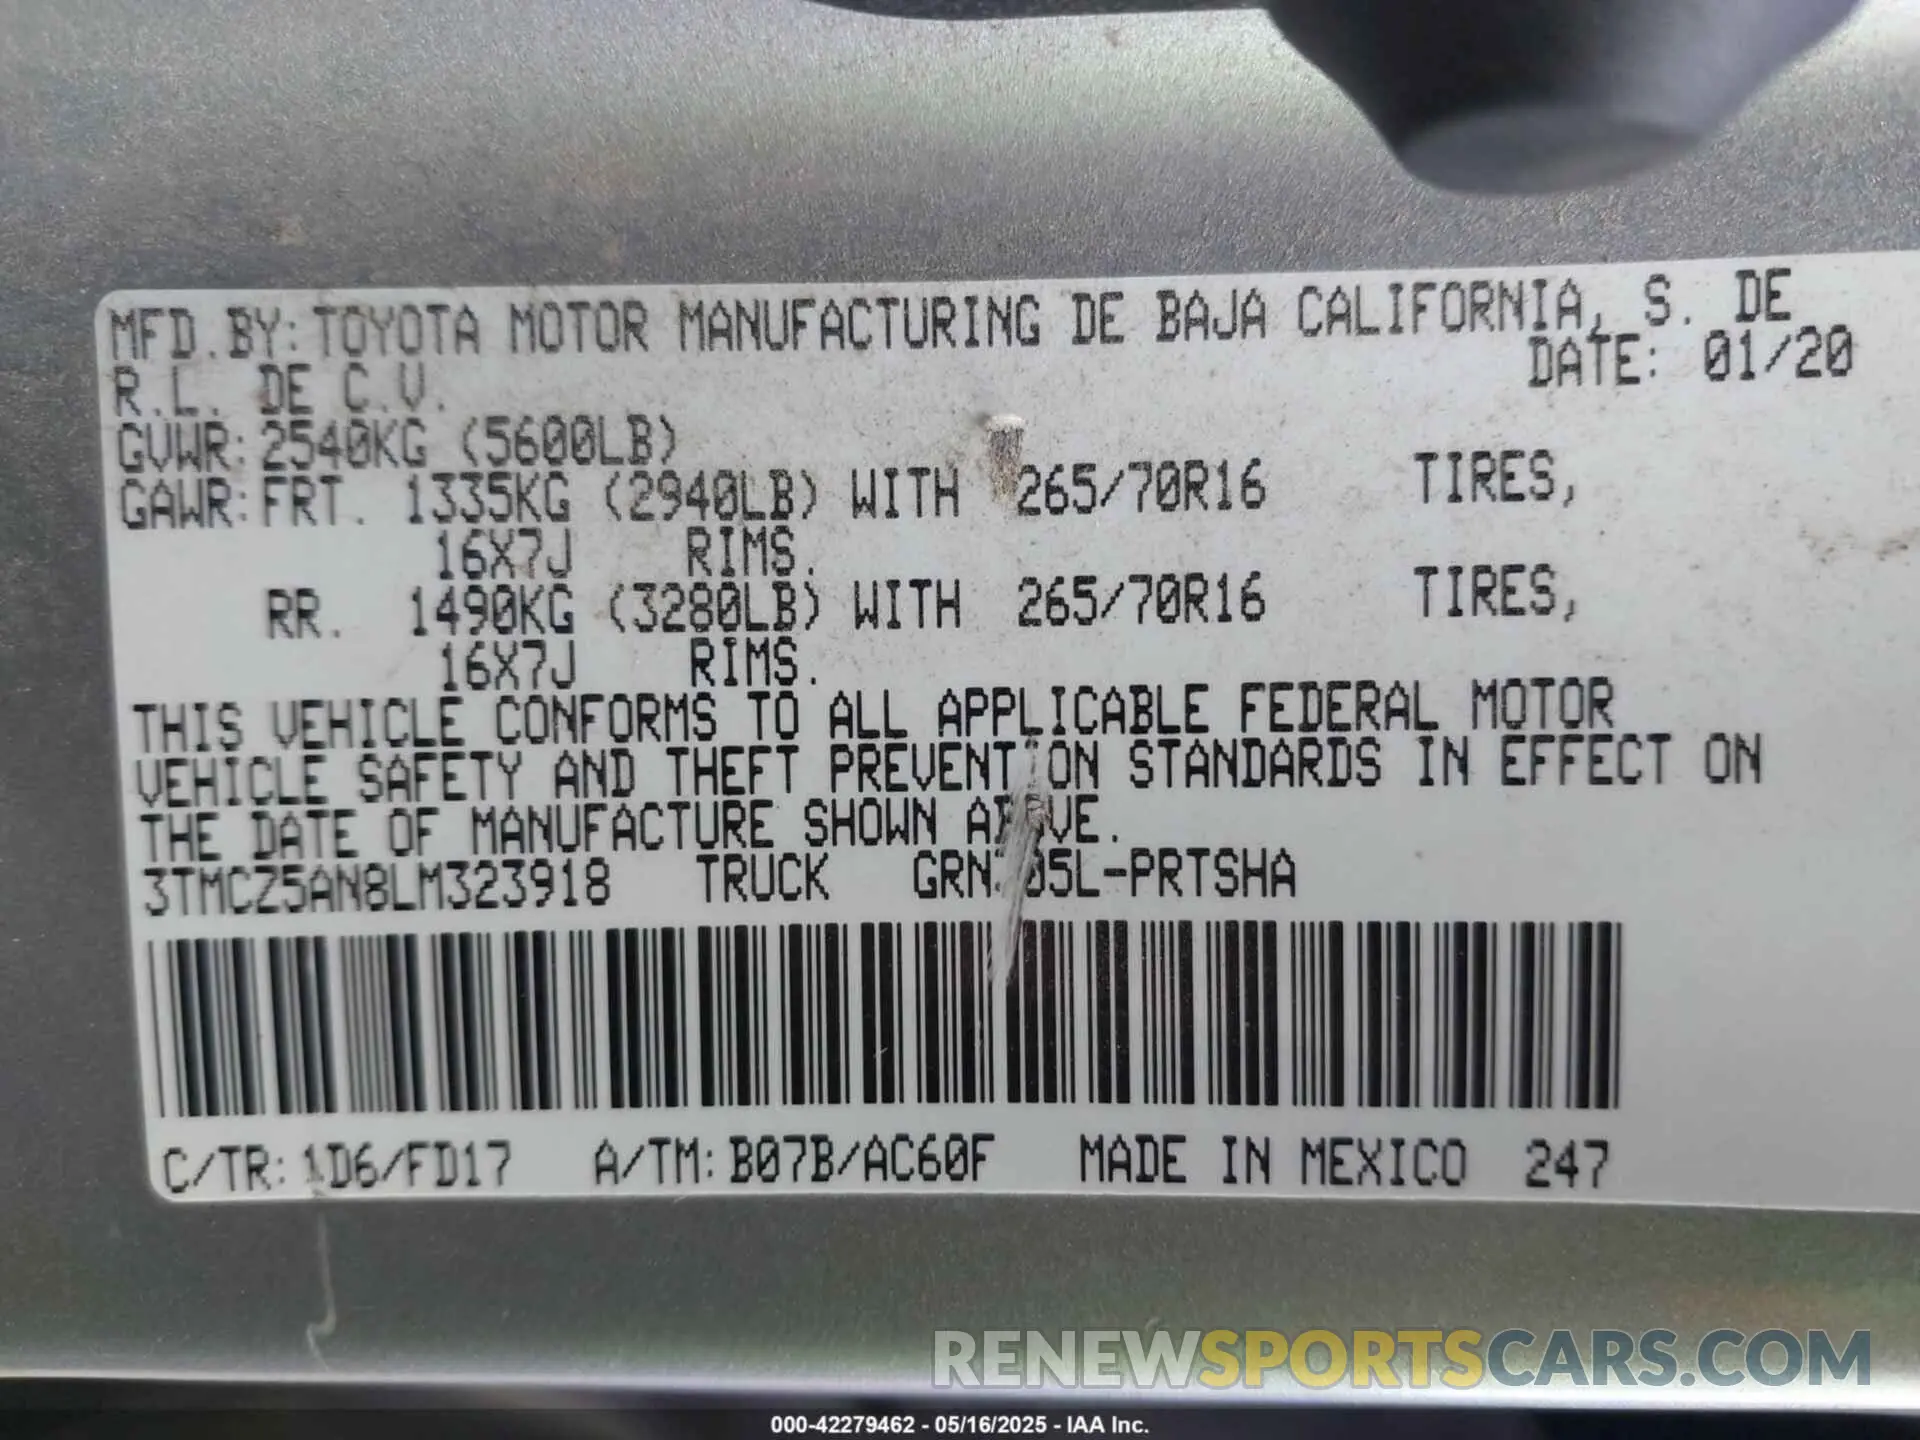 MFD.BY:TOYOTA MOTOR MANUFACTURING DE BAJA CALIFORNIA, S. DE
R.L. DE C.V. DATE: 01/20
GVWR:2540KG (5600LB)
GAWR:FRT. 1335KG (2940LB) WITH 265/70R16 TIRES,
16X7J RIMS.
RR. 1490KG (3280LB) WITH 265/70R16 TIRES,
16X7J RIMS.
THIS VEHICLE CONFORMS TO ALL APPLICABLE FEDERAL MOTOR
VEHICLE SAFETY AND THEFT PREVENTION STANDARDS IN EFFECT ON
THE DATE OF MANUFACTURE SHOWN ABOVE.
3TMCZ5AN8LM323918 TRUCK
C/TR:1D6/FD17 A/TM:B07B/AC60F MADE IN MEXICO 247
RENEWSPORTSCARS.COM
000-42279462 - 05/16/2025 - IAA Inc.